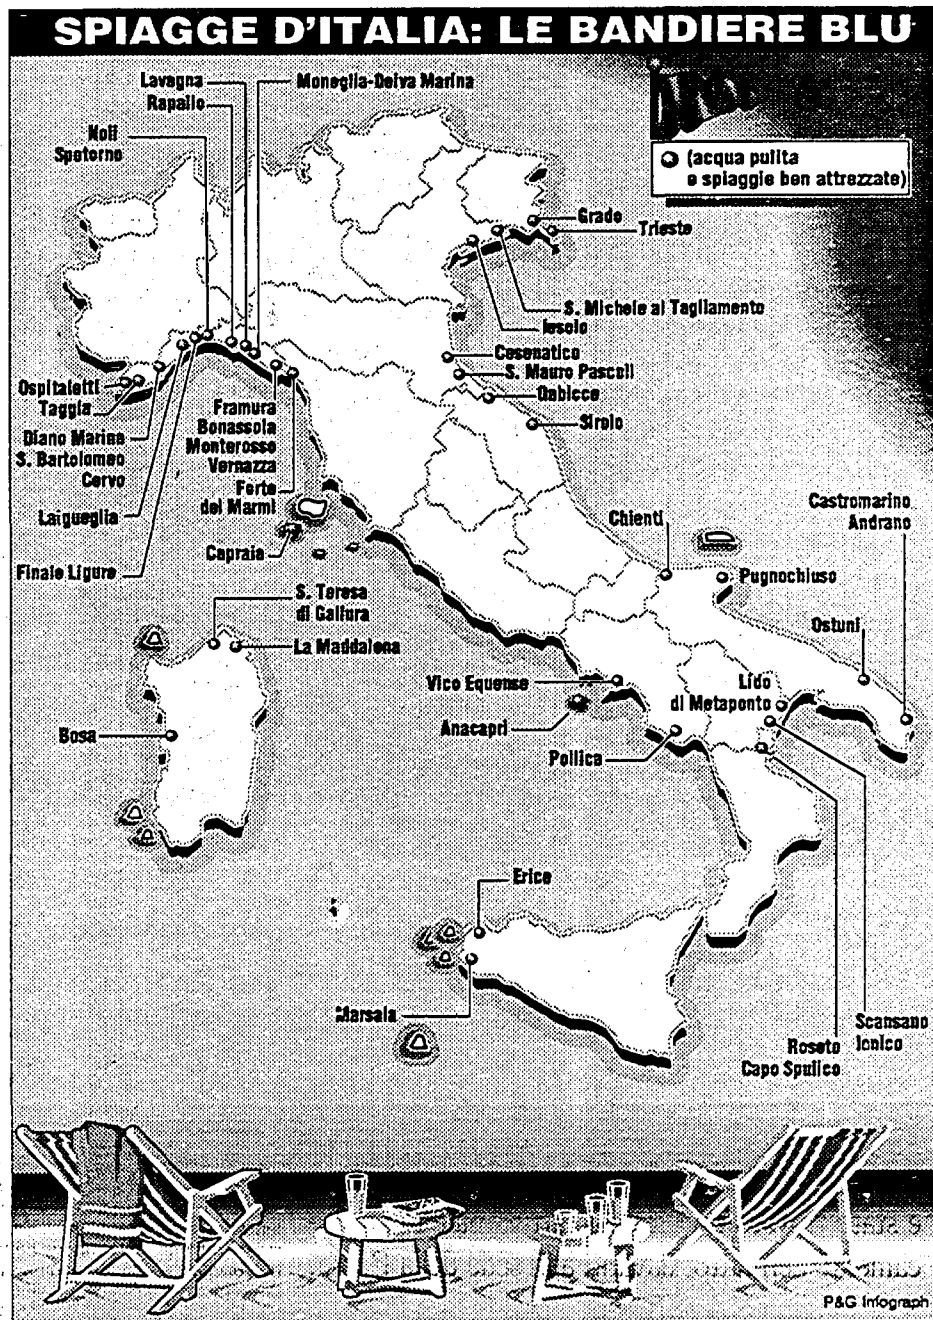 SPIAGGE D'ITALIA: LE BANDIERE BLU
Lavagna
Rapallo
Moneglia-Deiva Marina
Noli
Spotorno
(acqua pulita
e spiaggie ben attrezzate)
Grado
Trieste
S. Michele al Tagliamento
Iesolo
Cesenatico
S. Mauro Pascoli
Gabicce
Sirolo
Ospitaletti
Taggia
Diano Marina
S. Bartolomeo
Cervo
Laigueglia
Finale Ligure
Framura
Bonassola
Monterosso
Vernazza
Forte
dei Marmi
Capraia
Chienti
Castromarino
Andrano
Pugnochiuso
Ostuni
S. Teresa
di Gallura
La Maddalena
Bosa
Vico Equense
Anacapri
Pollica
Lido
di Metaponto
Erice
Marsala
Scansano
Ionico
Roseto
Capo Spulico
P&G Infograph